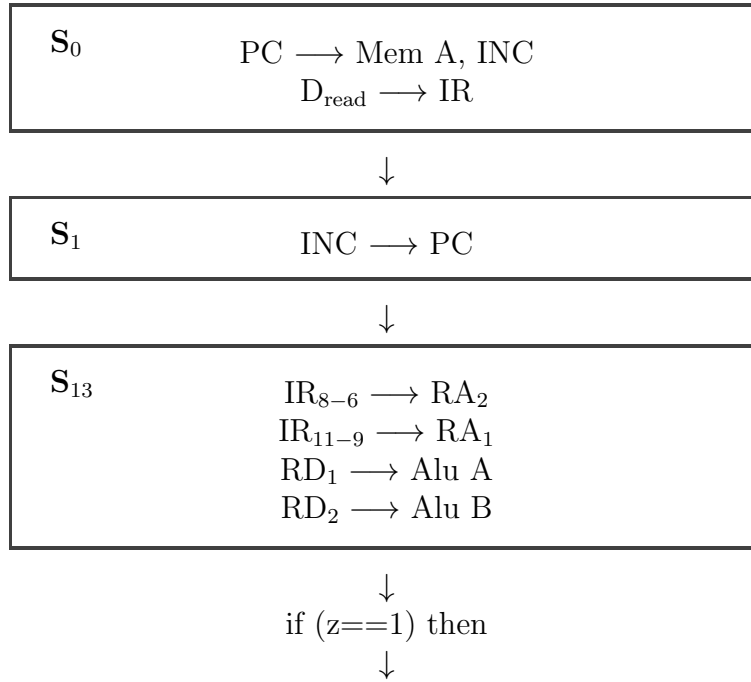 S₀ PC ⟶ Mem A, INC
D_read ⟶ IR
↓
S₁ INC ⟶ PC
↓
S₁₃ IR₈₋₆ ⟶ RA₂
IR₁₁₋₉ ⟶ RA₁
RD₁ ⟶ Alu A
RD₂ ⟶ Alu B
↓
if (z==1) then
↓